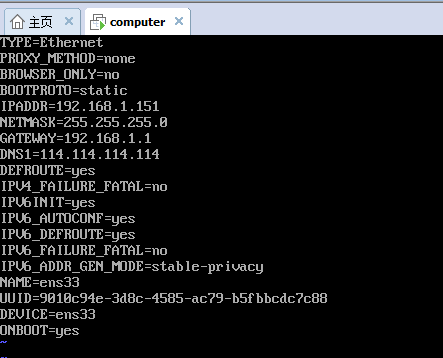 主页
computer
TYPE=Ethernet
PROXY_METHOD=none
BROWSER_ONLY=no
BOOTPROTO=static
IPADDR=192.168.1.151
NETMASK=255.255.255.0
GATEWAY=192.168.1.1
DNS1=114.114.114.114
DEFROUTE=yes
IPV4_FAILURE_FATAL=no
IPV6INIT=yes
IPV6_AUTOCONF=yes
IPV6_DEFROUTE=yes
IPV6_FAILURE_FATAL=no
IPV6_ADDR_GEN_MODE=stable-privacy
NAME=ens33
UUID=9010c94e-3d8c-4585-ac79-b5fbbcdc7c88
DEVICE=ens33
ONBOOT=yes
~